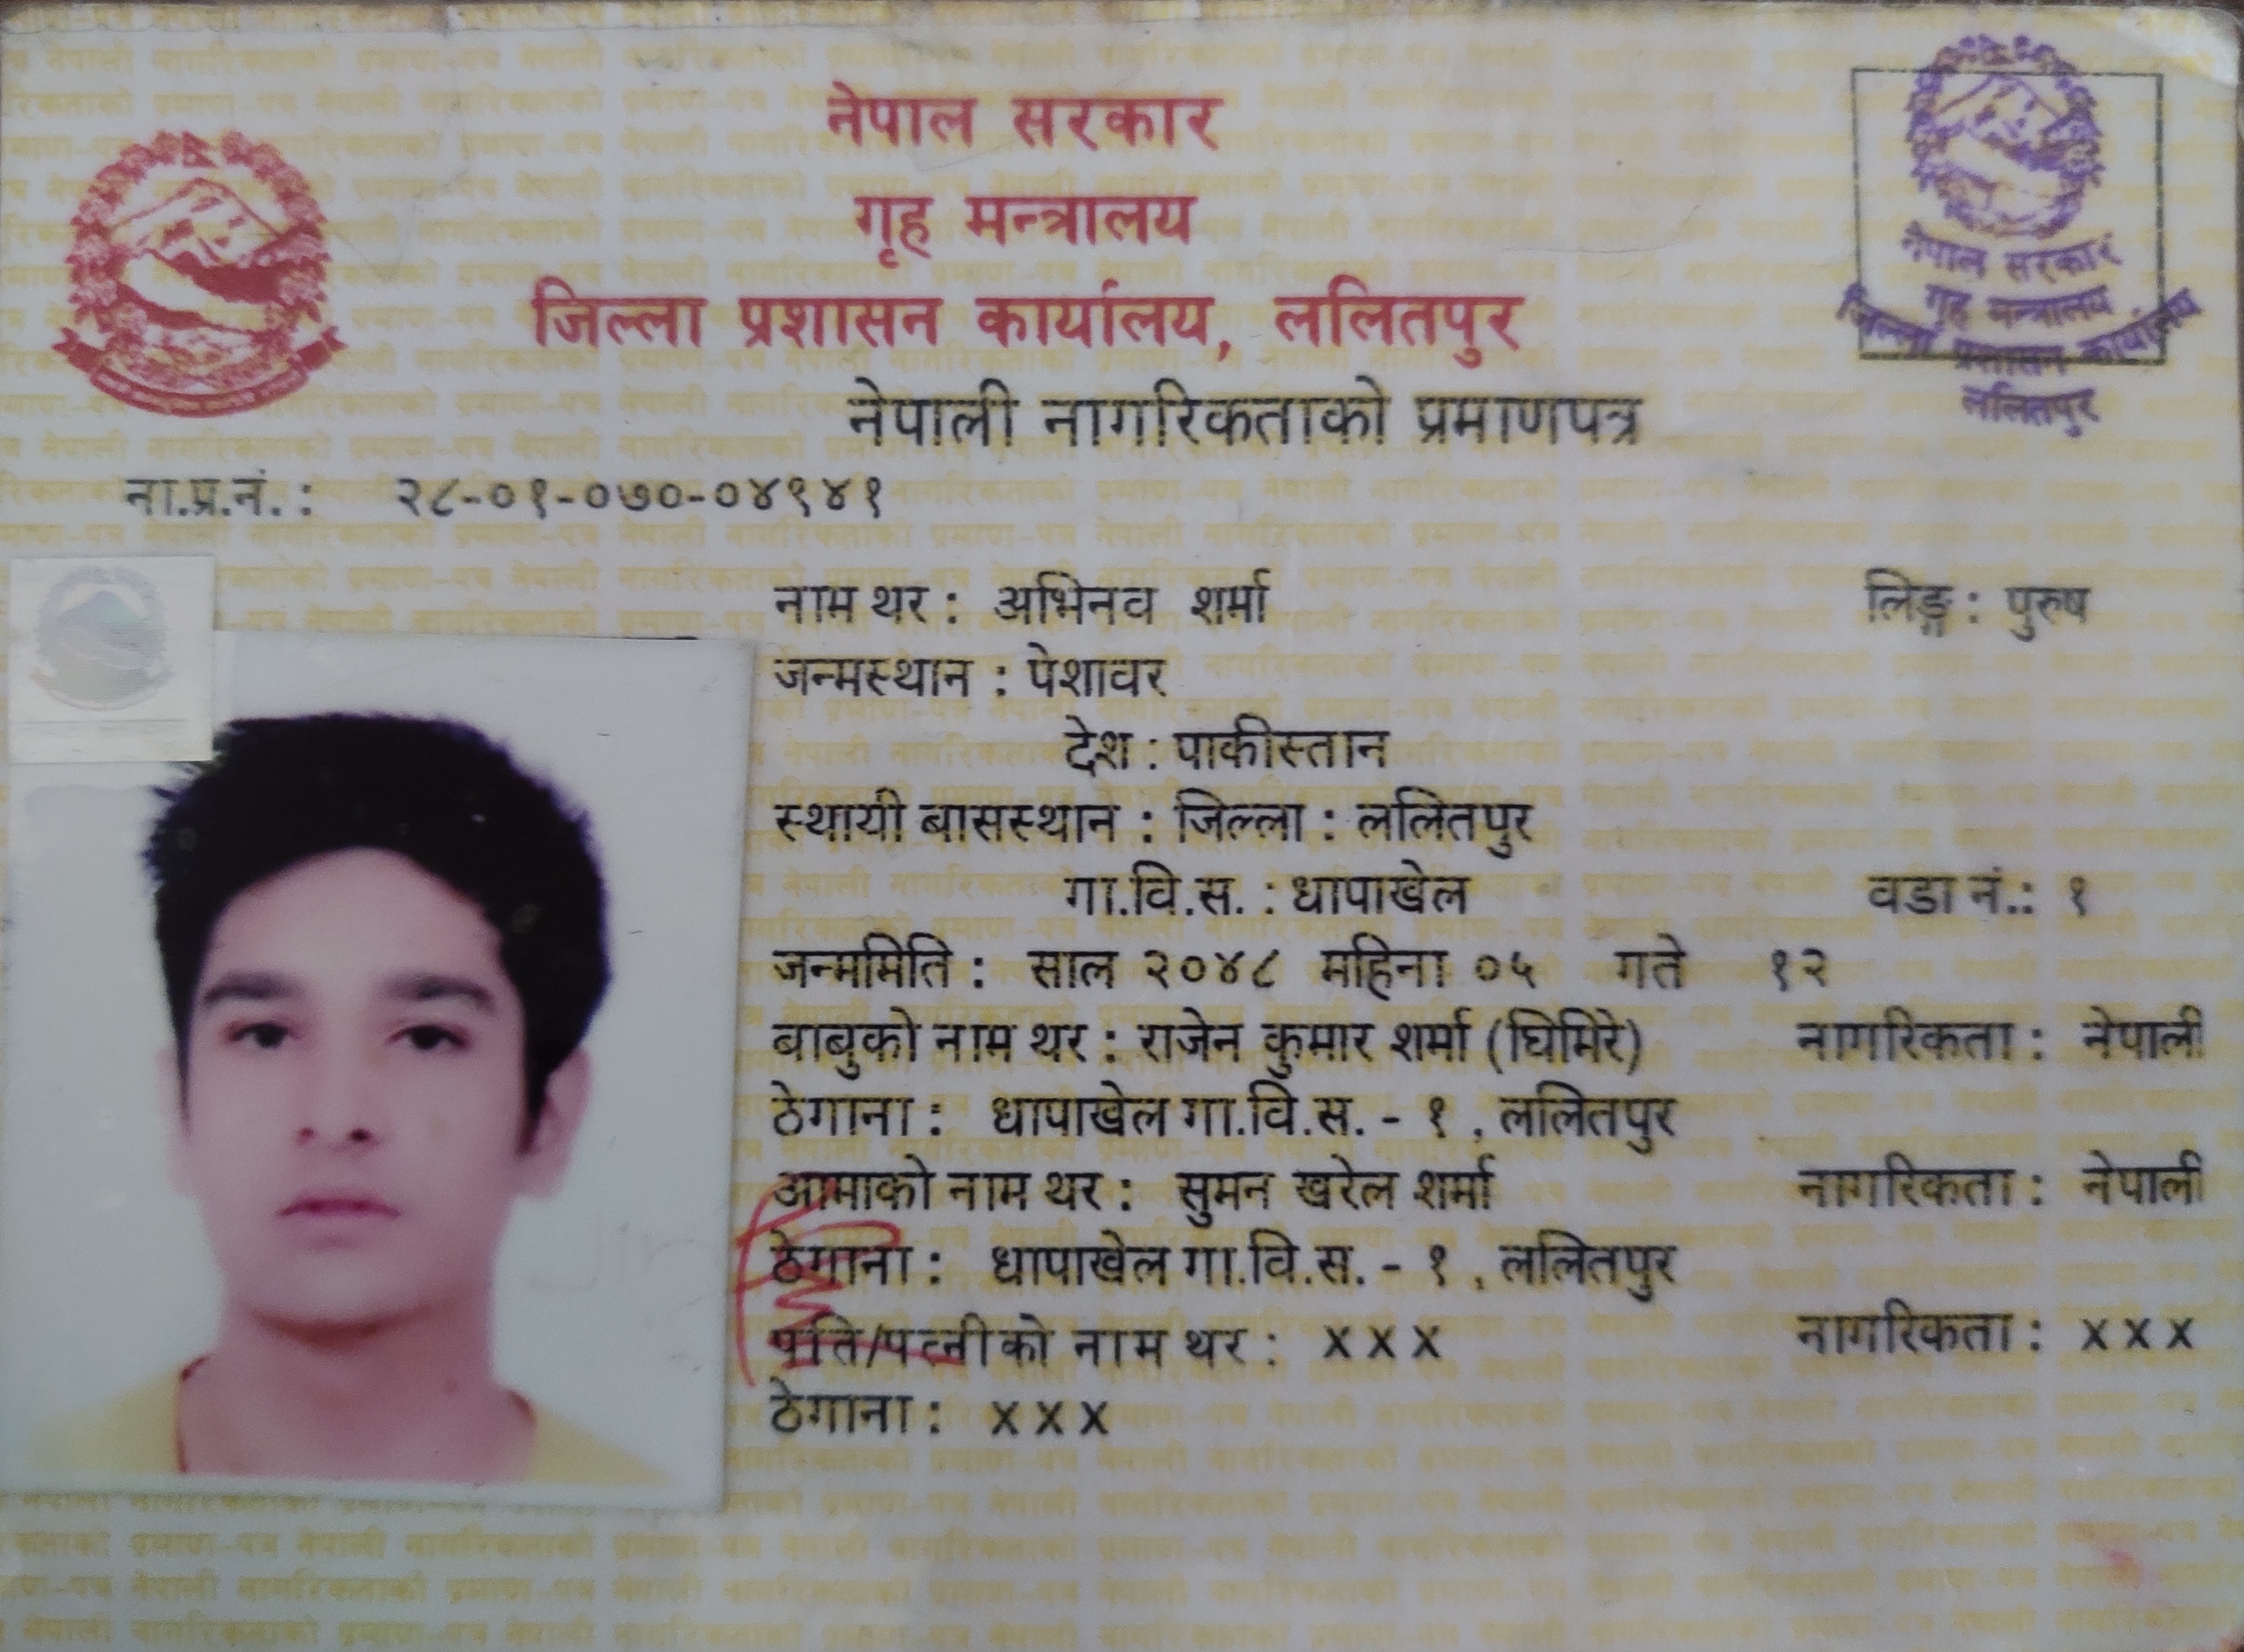 नेपाल सरकार
गृह मन्त्रालय
जिल्ला प्रशासन कार्यालय, ललितपुर
नेपाली नागरिकताको प्रमाणपत्र
नेपाल सरकार
गृह मन्त्रालय
जिल्ला प्रशासन कार्यालय
ललितपुर
ना.प्र.नं. : २८-०१-०७०-०४९४१
नाम थर : अभिनव शर्मा लिङ्ग : पुरुष
जन्मस्थान : पेशावर
देश : पाकीस्तान
स्थायी बासस्थान : जिल्ला : ललितपुर
गा.वि.स. : धापाखेल वडा नं.: १
जन्ममिति : साल २०४८ महिना ०५ गते १२
बाबुको नाम थर : राजेन कुमार शर्मा (घिमिरे) नागरिकता : नेपाली
ठेगाना : धापाखेल गा.वि.स. - १ , ललितपुर
आमाको नाम थर : सुमन खरेल शर्मा नागरिकता : नेपाली
ठेगाना : धापाखेल गा.वि.स. - १ , ललितपुर
पति/पत्नीको नाम थर : x x x नागरिकता : x x x
ठेगाना : x x x